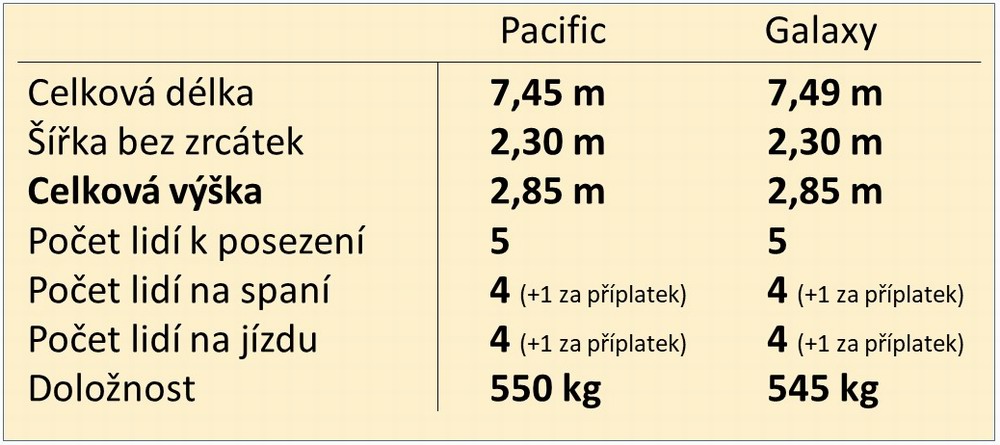 Pacific Galaxy
Celková délka 7,45 m 7,49 m
Šířka bez zrcátek 2,30 m 2,30 m
Celková výška 2,85 m 2,85 m
Počet lidí k posezení 5 5
Počet lidí na spaní 4 (+1 za příplatek) 4 (+1 za příplatek)
Počet lidí na jízdu 4 (+1 za příplatek) 4 (+1 za příplatek)
Doložnost 550 kg 545 kg